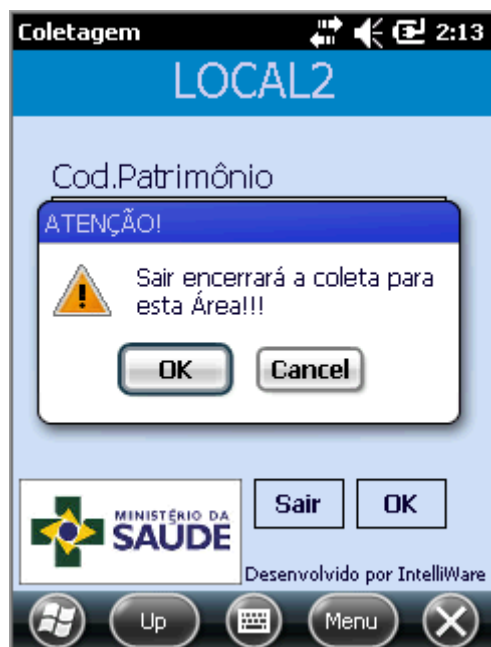 Coletagem 2:13
LOCAL2
Cod.Patrimônio
ATENÇÃO!
Sair encerrará a coleta para
esta Área!!!
OK Cancel
MINISTÉRIO DA
SAÚDE
Sair OK
Desenvolvido por IntelliWare
Up Menu